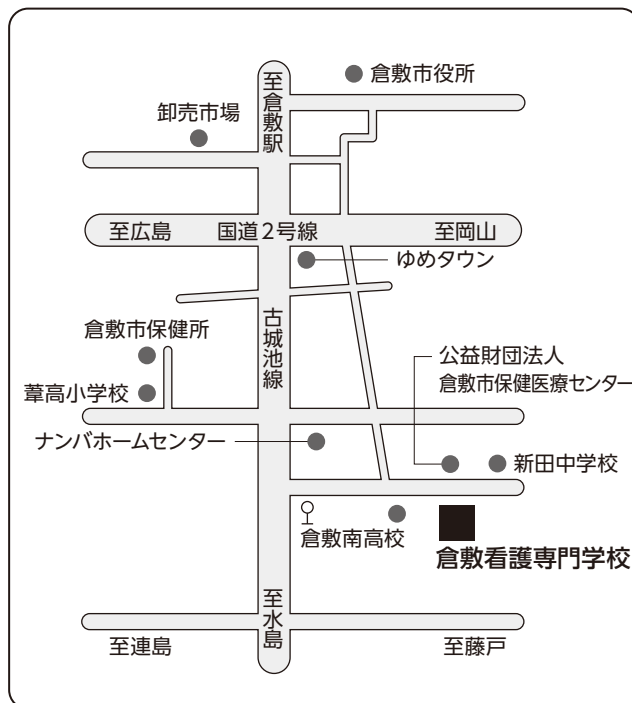 至倉敷駅
倉敷市役所
卸売市場
至広島
国道2号線
至岡山
ゆめタウン
古城池線
倉敷市保健所
公益財団法人
倉敷市保健医療センター
葦高小学校
ナンバホームセンター
新田中学校
倉敷南高校
倉敷看護専門学校
至水島
至連島
至藤戸